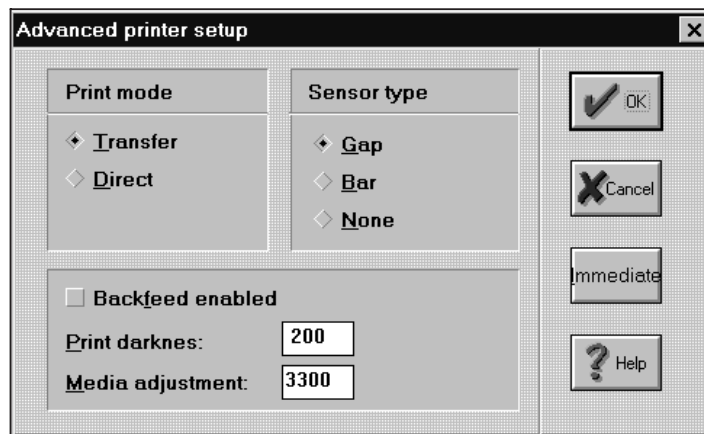 Advanced printer setup
Print mode
Transfer
Direct
Sensor type
Gap
Bar
None
Backfeed enabled
Print darknes: 200
Media adjustment: 3300
OK
Cancel
Immediate
Help